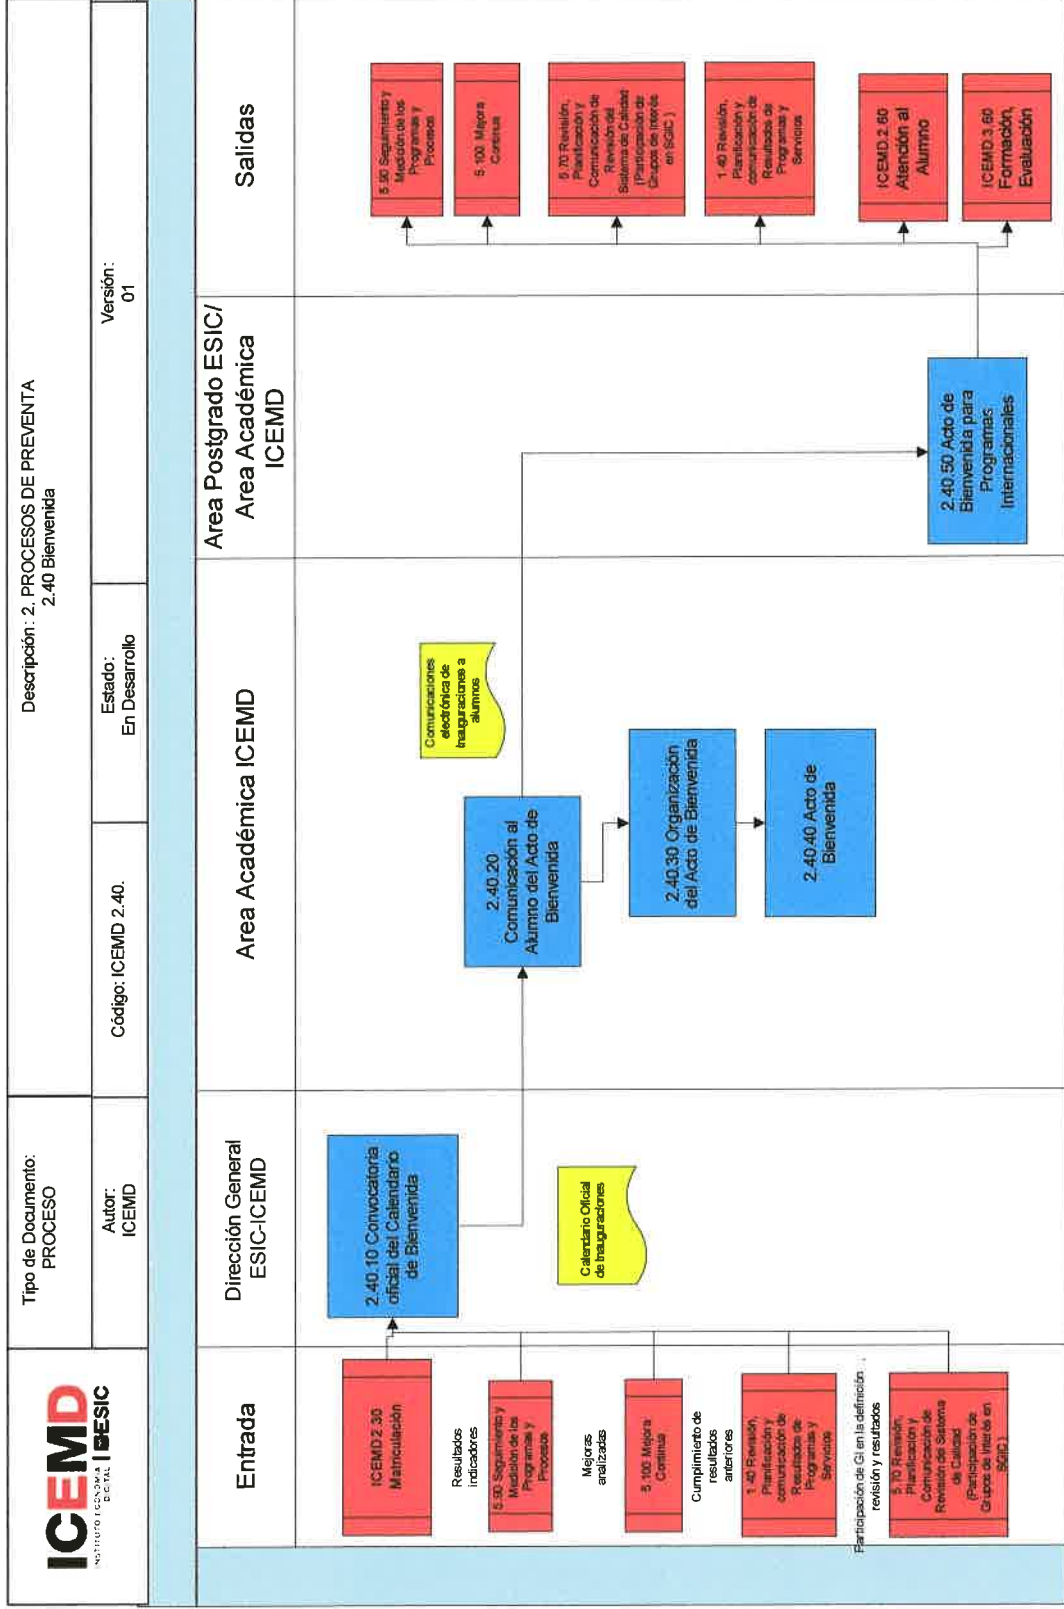 ICEMD
INSTITUTO ECONOMÍA
DIGITAL
ESIC
Tipo de Documento:
PROCESO
Descripción: 2. PROCESOS DE PREVENTA
2.40 Bienvenida
Autor:
ICEMD
Código: ICEMD 2.40.
Estado:
En Desarrollo
Versión:
01
Entrada
Dirección General
ESIC-ICEMD
Area Académica ICEMD
Area Postgrado ESIC/
Area Académica
ICEMD
Salidas
ICEMD 2.30
Matriculación
Resultados
indicadores
5.90 Seguimiento y
Medición de los
Programas y
Procesos
Mejoras
analizadas
5.100 Mejora
Continua
Cumplimiento de
resultados
anteriores
1.40 Revisión,
Planificación y
comunicación de
Resultados de
Programas y
Servicios
Participación de GI en la definición ,
revisión y resultados
5.70 Revisión,
Planificación y
Comunicación de
Revisión del Sistema
de Calidad
(Participación de
Grupos de Interés en
SGIC )
2.40.10 Convocatoria
oficial del Calendario
de Bienvenida
Calendario Oficial
de Inauguraciones
2.40.20
Comunicación al
Alumno del Acto de
Bienvenida
Comunicaciones
electrónica de
Inauguraciones a
alumnos
2.40.30 Organización
del Acto de Bienvenida
2.40.40 Acto de
Bienvenida
2.40.50 Acto de
Bienvenida para
Programas
Internacionales
5.90 Seguimiento y
Medición de los
Programas y
Procesos
5.100 Mejora
Continua
5.70 Revisión,
Planificación y
Comunicación de
Revisión del
Sistema de Calidad
(Participación de
Grupos de Interés
en SGIC )
1.40 Revisión,
Planificación y
comunicación de
Resultados de
Programas y
Servicios
ICEMD.2.60
Atención al
Alumno
ICEMD.3.60
Formación,
Evaluación